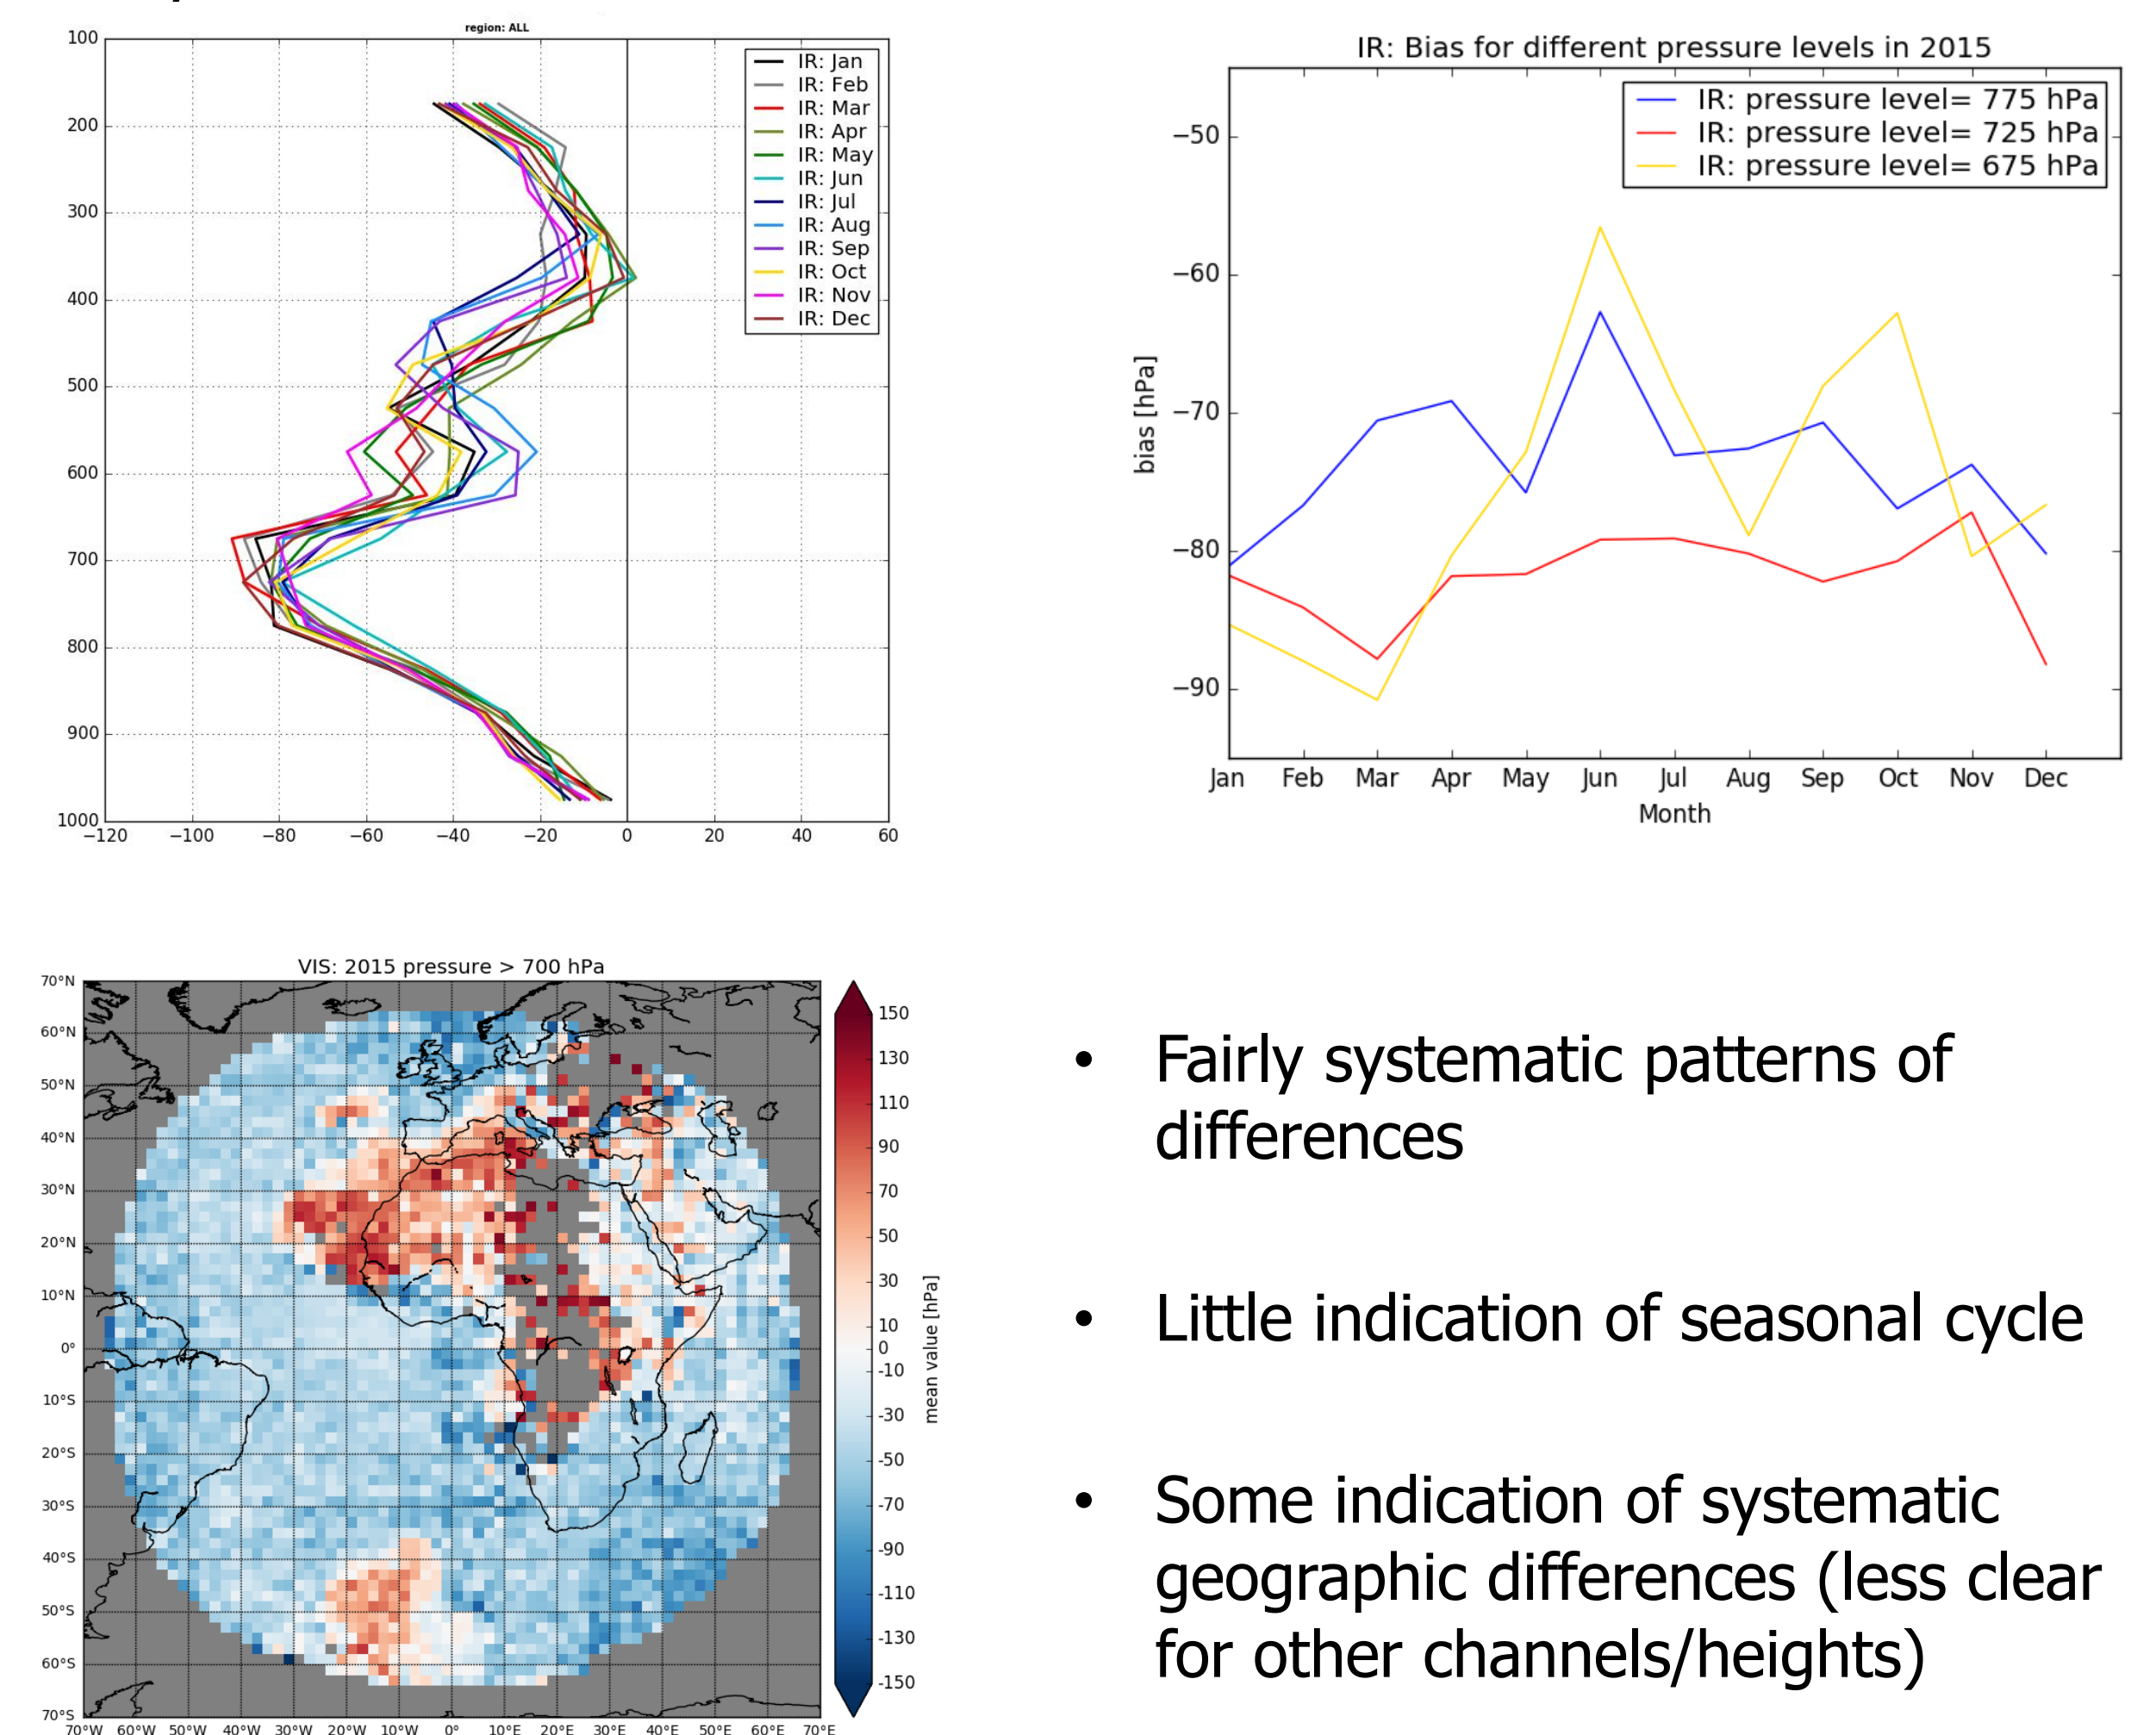 region: ALL
100
200
300
400
500
600
700
800
900
1000
−120
−100
−80
−60
−40
−20
0
20
40
60
IR: Jan
IR: Feb
IR: Mar
IR: Apr
IR: May
IR: Jun
IR: Jul
IR: Aug
IR: Sep
IR: Oct
IR: Nov
IR: Dec
IR: Bias for different pressure levels in 2015
IR: pressure level= 775 hPa
IR: pressure level= 725 hPa
IR: pressure level= 675 hPa
−50
−60
−70
−80
−90
bias [hPa]
Jan
Feb
Mar
Apr
May
Jun
Jul
Aug
Sep
Oct
Nov
Dec
Month
VIS: 2015 pressure > 700 hPa
70°N
60°N
50°N
40°N
30°N
20°N
10°N
0°
10°S
20°S
30°S
40°S
50°S
60°S
70°S
70°W
60°W
50°W
40°W
30°W
20°W
10°W
0°
10°E
20°E
30°E
40°E
50°E
60°E
70°E
150
130
110
90
70
50
30
10
0
-10
-30
-50
-70
-90
-110
-130
-150
mean value [hPa]
• Fairly systematic patterns of
differences
• Little indication of seasonal cycle
• Some indication of systematic
geographic differences (less clear
for other channels/heights)